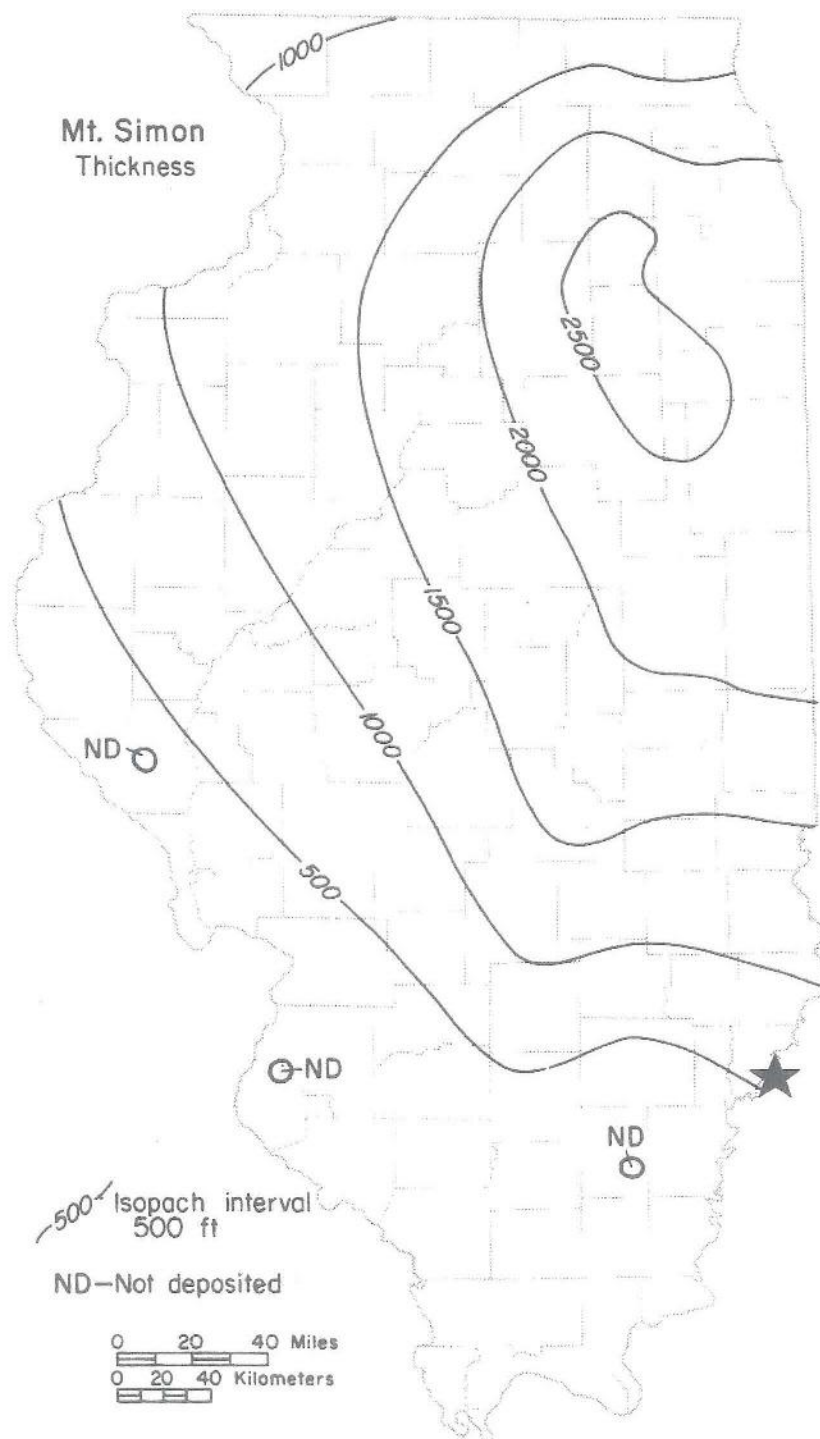 1000
Mt. Simon
Thickness
2500
2000
1500
1000
ND
500
ND
ND
500 Isopach interval
500 ft
ND—Not deposited
0 20 40 Miles
0 20 40 Kilometers